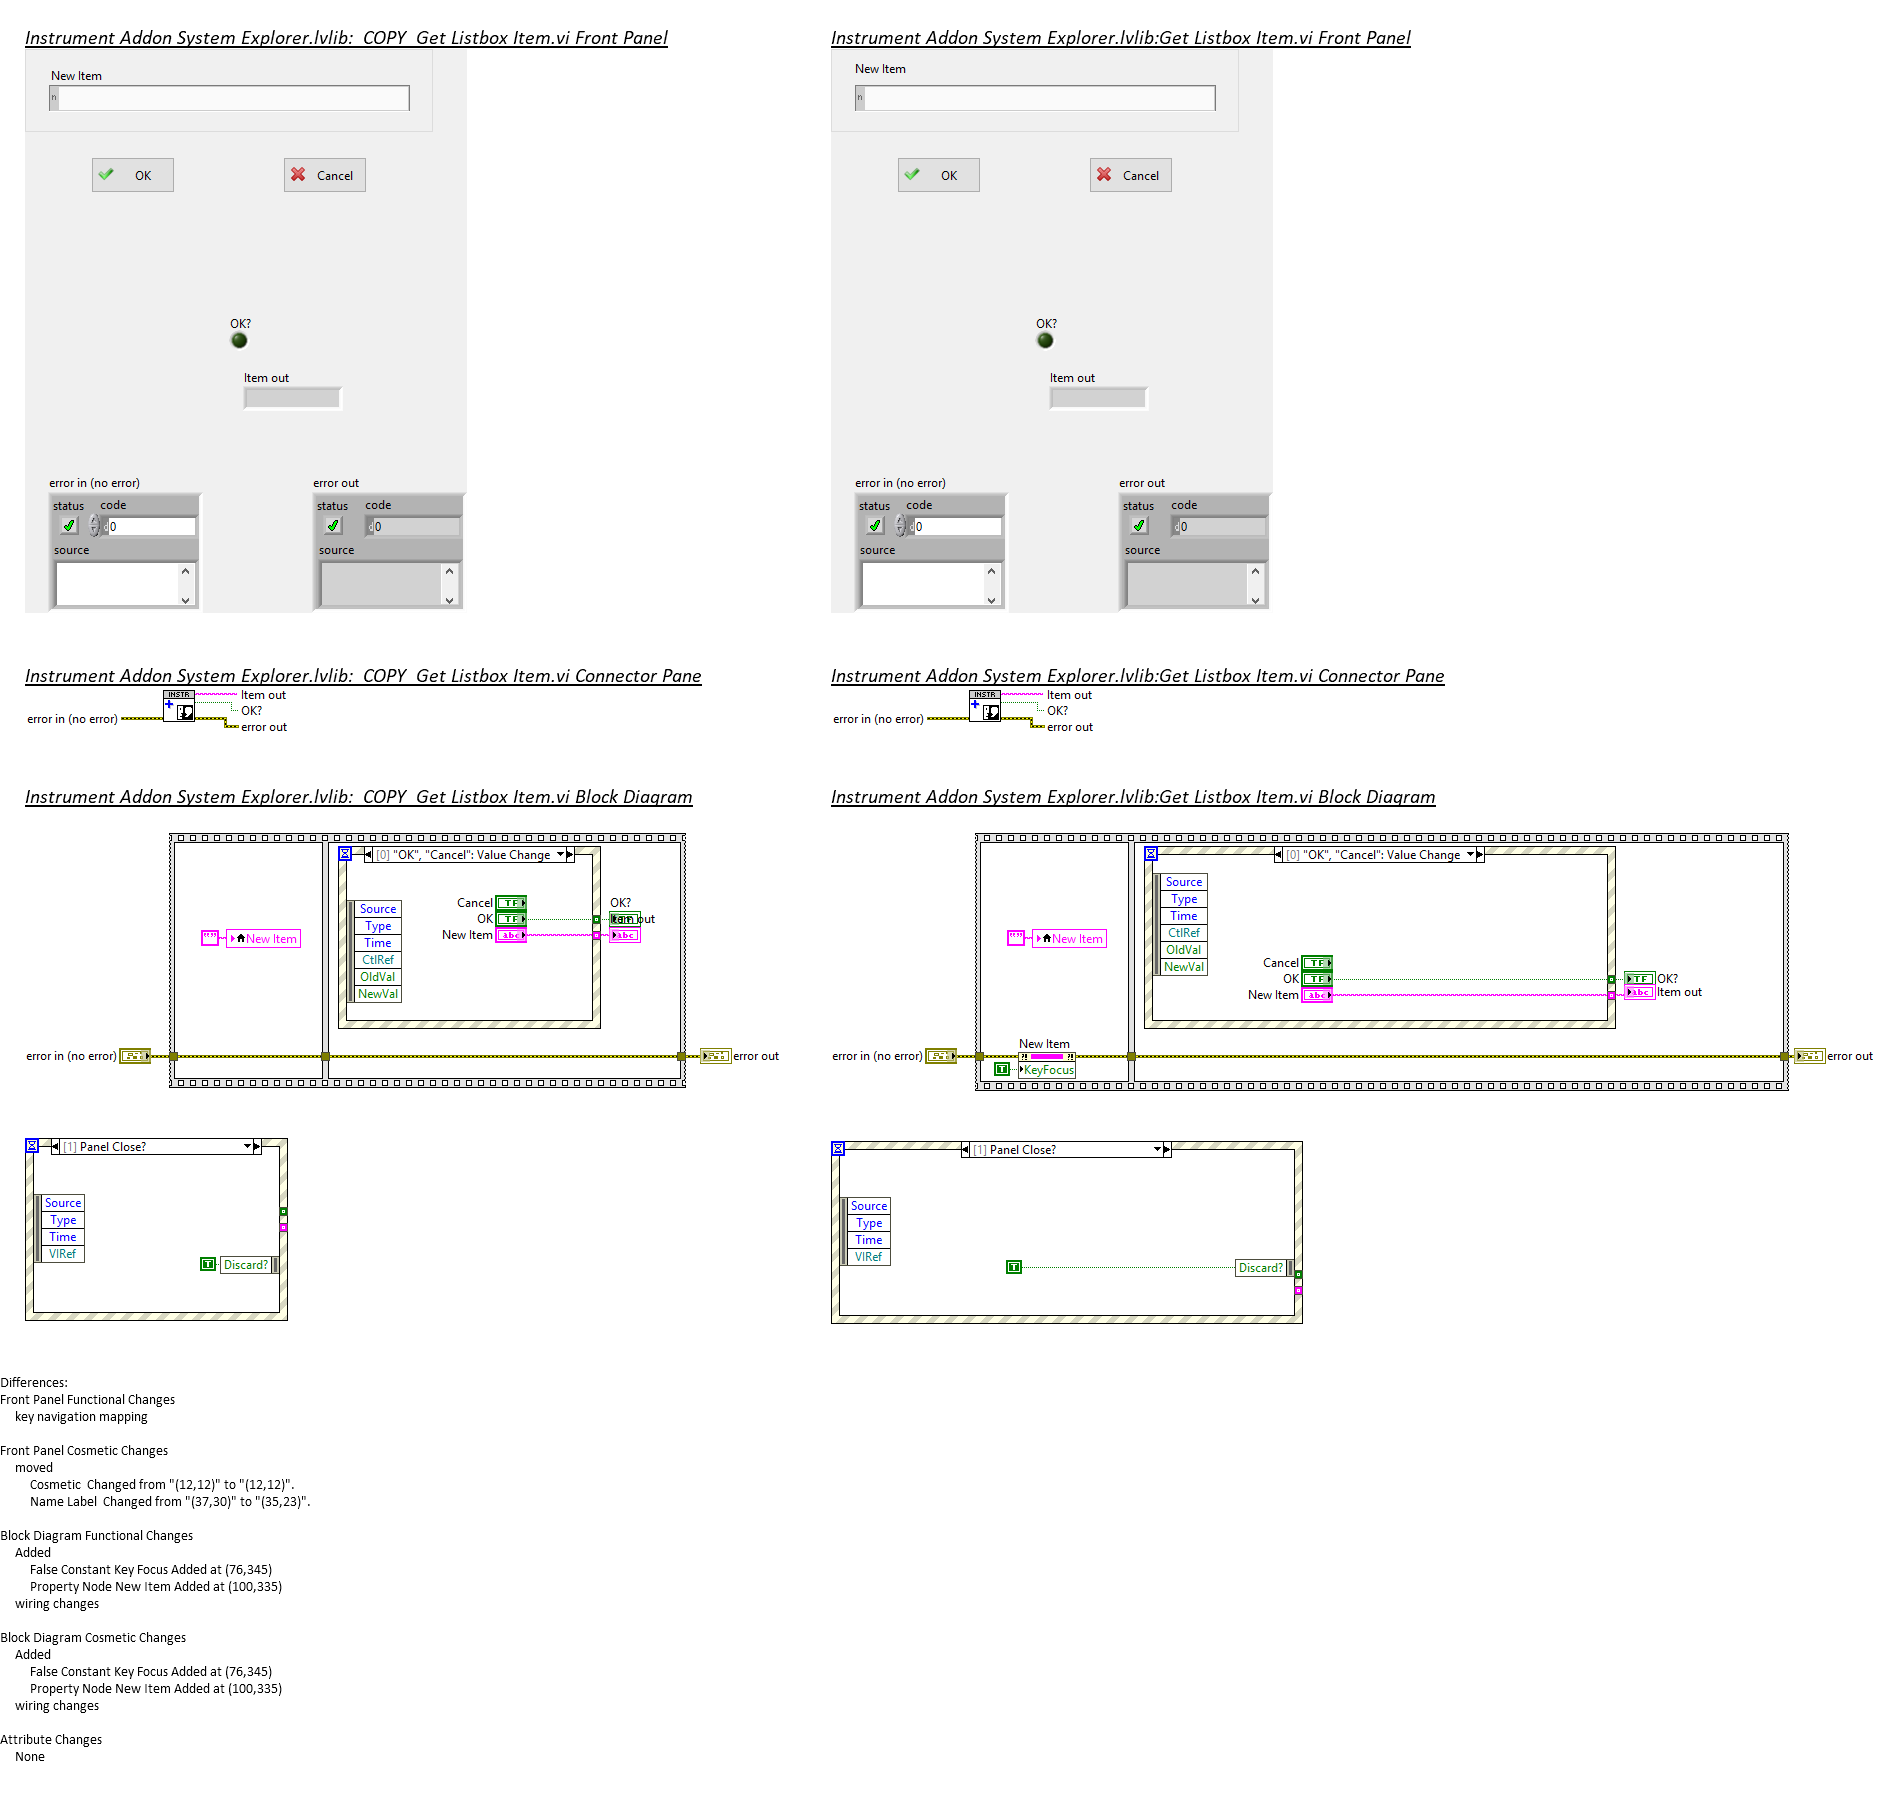 Instrument Addon System Explorer.lvlib:  COPY  Get Listbox Item.vi Front Panel
New Item
n
OK
Cancel
OK?
Item out
error in (no error)
status
code
d0
source
error out
status
code
d0
source
Instrument Addon System Explorer.lvlib:Get Listbox Item.vi Front Panel
New Item
n
OK
Cancel
OK?
Item out
error in (no error)
status
code
d0
source
error out
status
code
d0
source
Instrument Addon System Explorer.lvlib:  COPY  Get Listbox Item.vi Connector Pane
INSTR
Item out
OK?
error in (no error)
error out
Instrument Addon System Explorer.lvlib:Get Listbox Item.vi Connector Pane
INSTR
Item out
OK?
error in (no error)
error out
Instrument Addon System Explorer.lvlib:  COPY  Get Listbox Item.vi Block Diagram
[0] "OK", "Cancel": Value Change
Source
Type
Time
CtlRef
OldVal
NewVal
Cancel
TF
OK
TF
New Item
abc
OK?
Item out
abc
New Item
error in (no error)
error out
[1] Panel Close?
Source
Type
Time
VIRef
T
Discard?
Instrument Addon System Explorer.lvlib:Get Listbox Item.vi Block Diagram
[0] "OK", "Cancel": Value Change
Source
Type
Time
CtlRef
OldVal
NewVal
Cancel
TF
OK
TF
New Item
abc
TF
OK?
abc
Item out
New Item
New Item
T
KeyFocus
error in (no error)
error out
[1] Panel Close?
Source
Type
Time
VIRef
T
Discard?
Differences:
Front Panel Functional Changes
key navigation mapping
Front Panel Cosmetic Changes
moved
Cosmetic  Changed from "(12,12)" to "(12,12)".
Name Label  Changed from "(37,30)" to "(35,23)".
Block Diagram Functional Changes
Added
False Constant Key Focus Added at (76,345)
Property Node New Item Added at (100,335)
wiring changes
Block Diagram Cosmetic Changes
Added
False Constant Key Focus Added at (76,345)
Property Node New Item Added at (100,335)
wiring changes
Attribute Changes
None